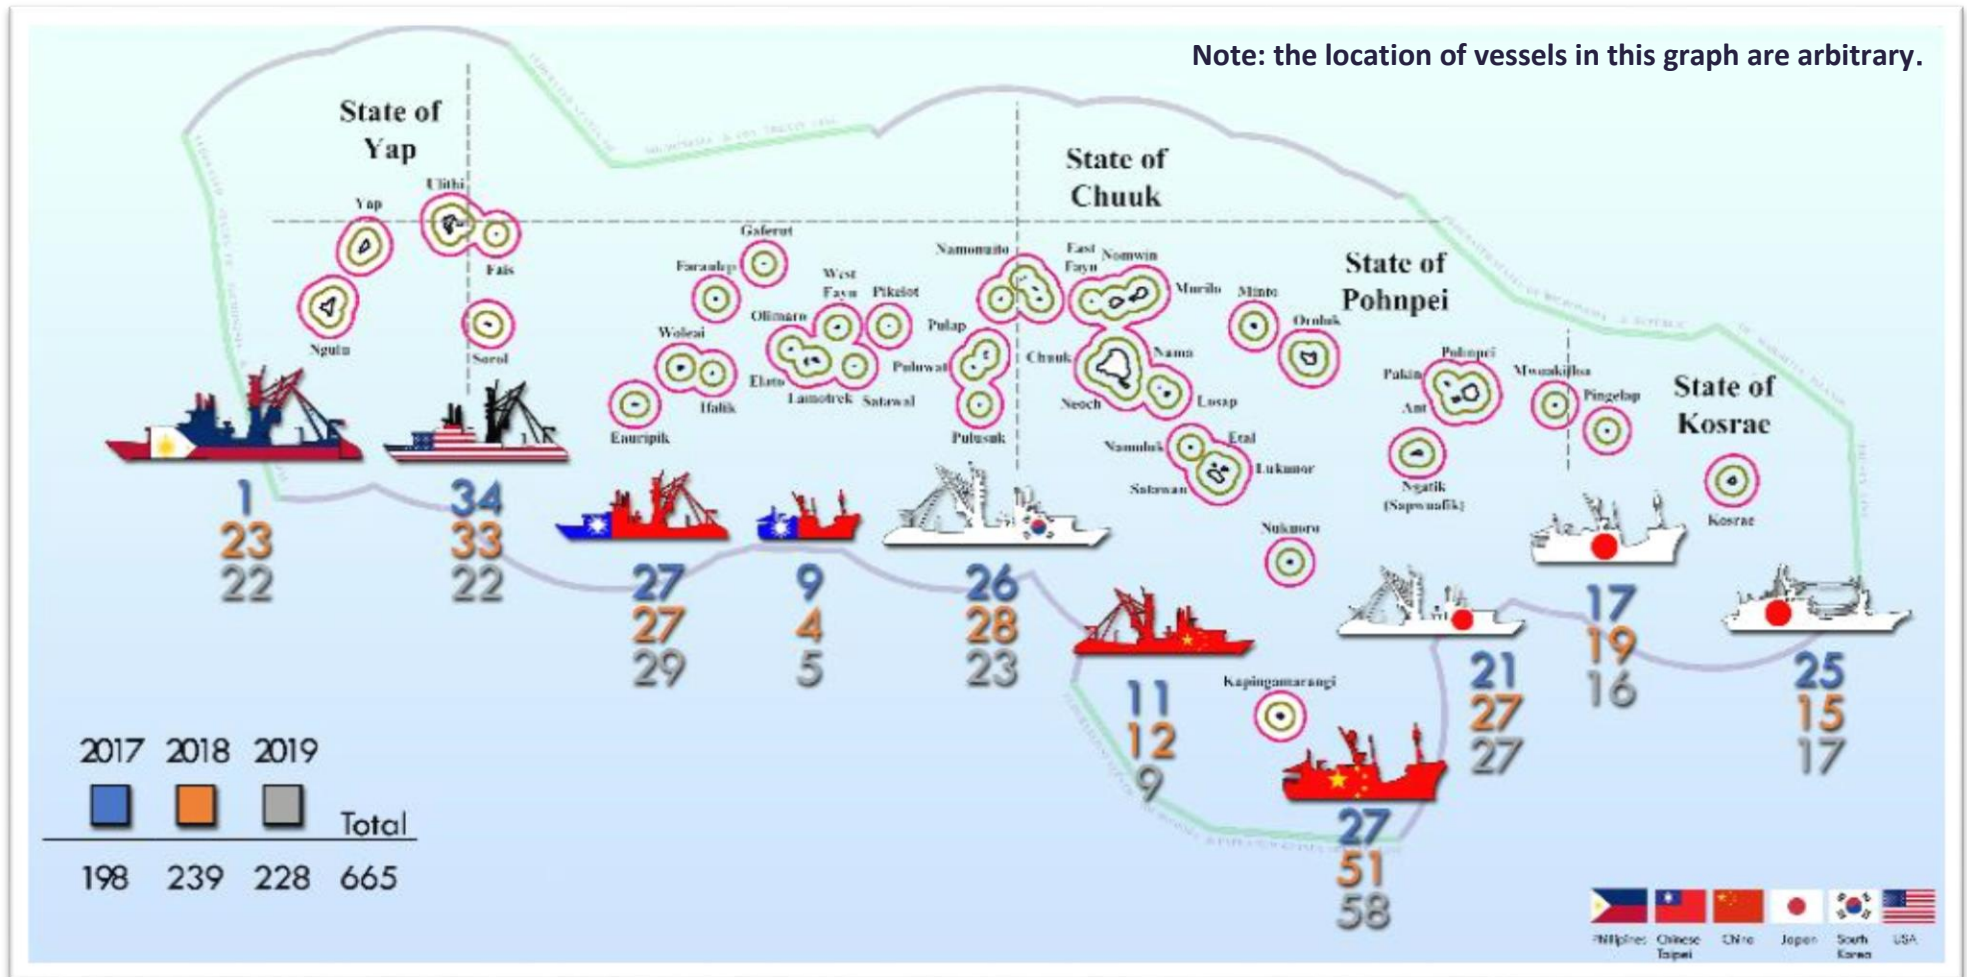 Note: the location of vessels in this graph are arbitrary.
State of
Yap
State of
Chuuk
State of
Pohnpei
State of
Kosrae
Ulithi
Yap
Fais
Ngulu
Sorol
Gaferut
Faraulep
West
Fayu
Pikelot
Olimarao
Woleai
Ifalik
Elato
Lamotrek
Satawal
Eauripik
Namonuito
East
Fayu
Nomwin
Murilo
Pulap
Puluwat
Pulusuk
Chuuk
Nama
Neoch
Losap
Namoluk
Etal
Lukunor
Satawan
Minto
Oroluk
Pohnpei
Pakin
Ant
Ngatik
(Sapwuafik)
Mwoakilloa
Pingelap
Kosrae
Nukuoro
Kapingamarangi
1
23
22
34
33
22
27
27
29
9
4
5
26
28
23
11
12
9
27
51
58
21
27
27
17
19
16
25
15
17
2017 2018 2019
Total
198 239 228 665
Phillipines
Chinese
Taipei
China
Japan
South
Korea
USA